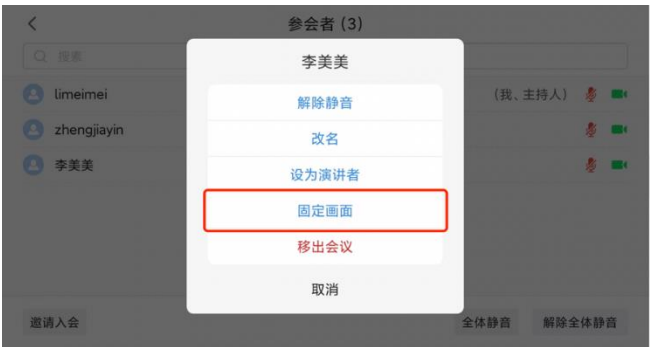 参会者 (3)
搜索
李美美
limeimei
(我、主持人)
解除静音
zhengjiayin
改名
李美美
设为演讲者
固定画面
移出会议
取消
邀请入会
全体静音
解除全体静音